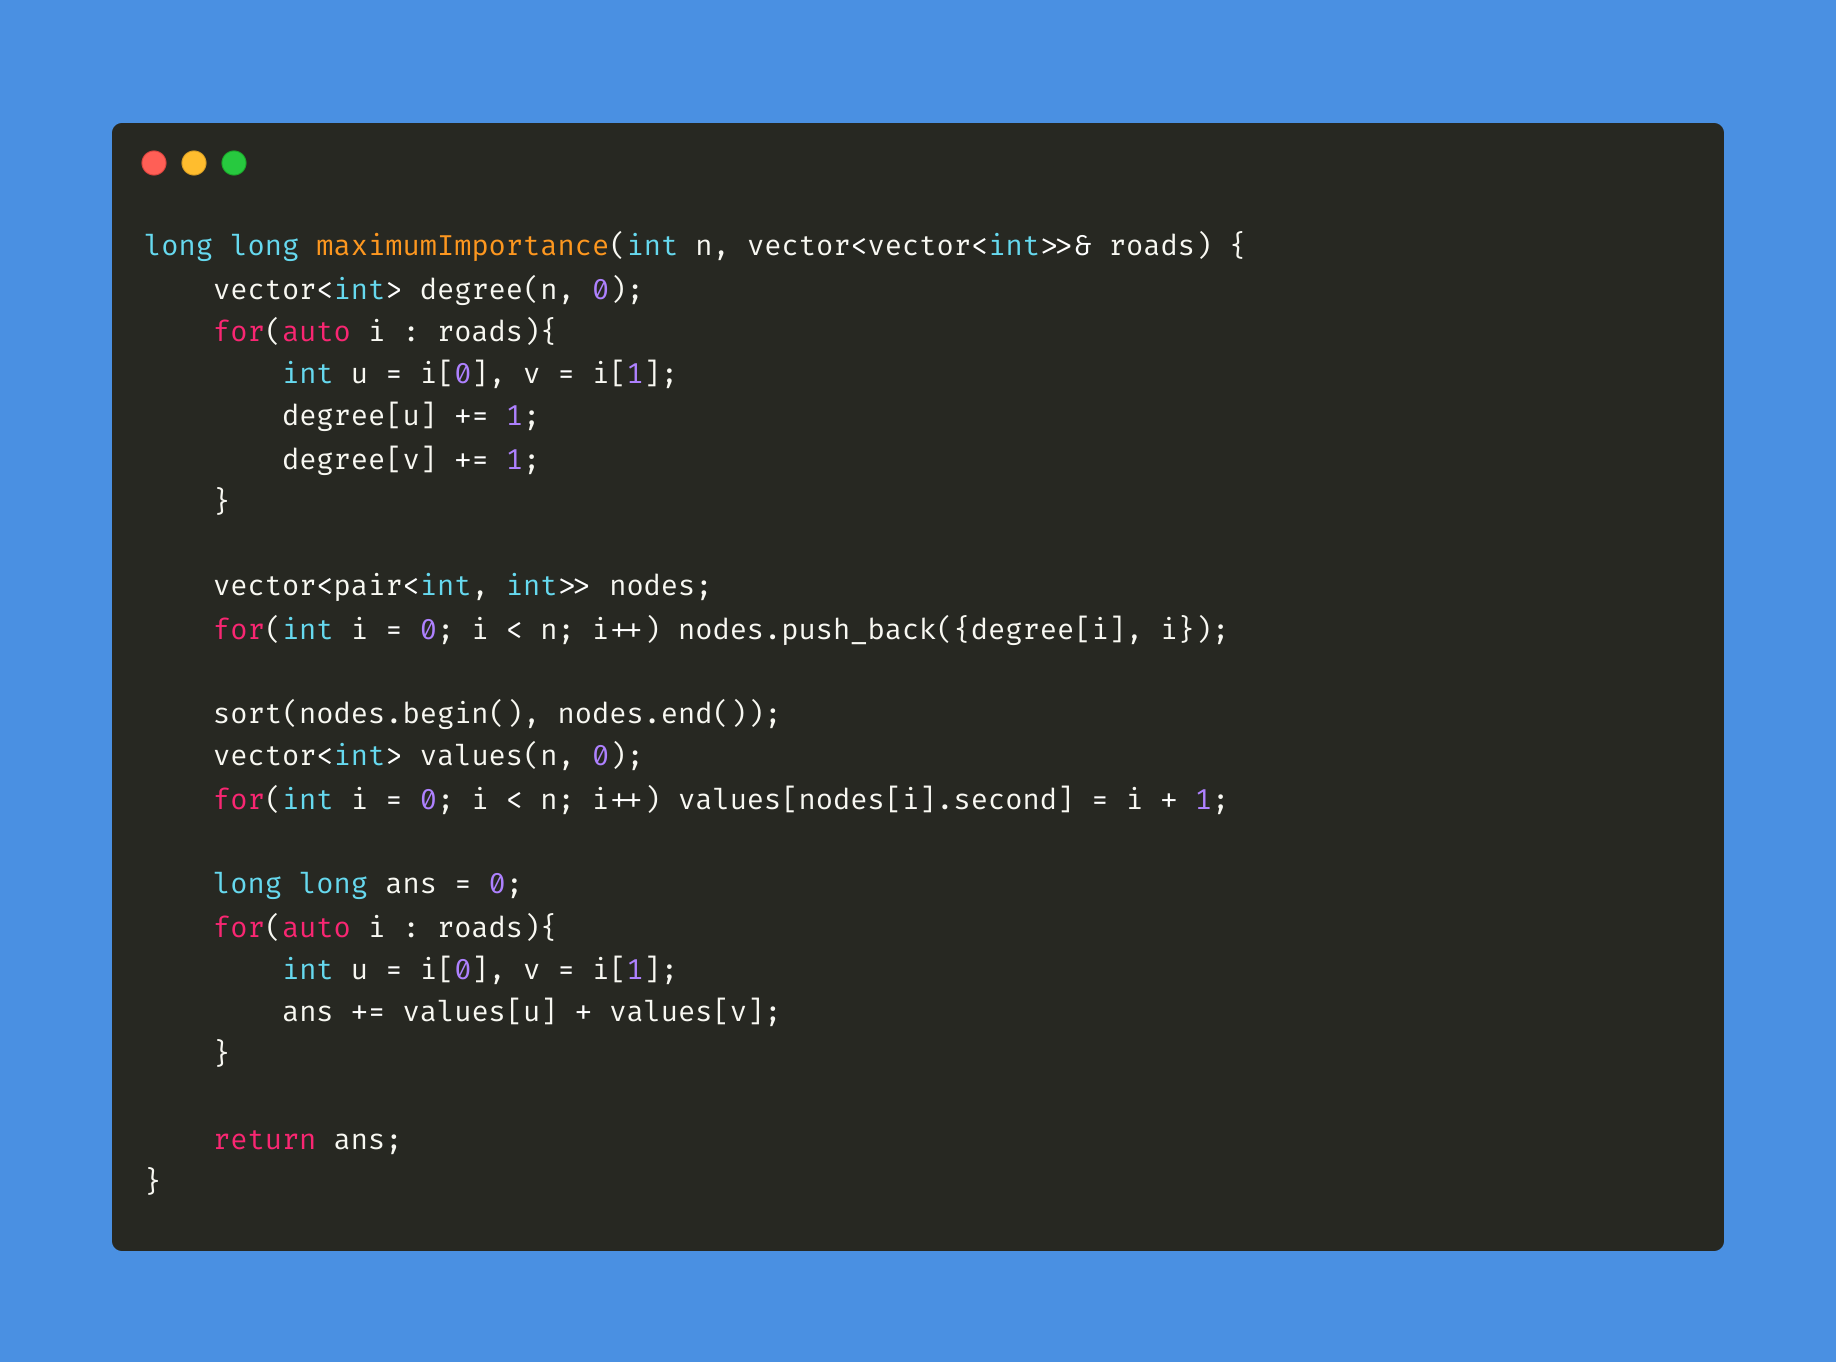 long long maximumImportance(int n, vector<vector<int>>& roads) {
    vector<int> degree(n, 0);
    for(auto i : roads){
        int u = i[0], v = i[1];
        degree[u] += 1;
        degree[v] += 1;
    }
    vector<pair<int, int>> nodes;
    for(int i = 0; i < n; i++) nodes.push_back({degree[i], i});
    sort(nodes.begin(), nodes.end());
    vector<int> values(n, 0);
    for(int i = 0; i < n; i++) values[nodes[i].second] = i + 1;
    long long ans = 0;
    for(auto i : roads){
        int u = i[0], v = i[1];
        ans += values[u] + values[v];
    }
    return ans;
}